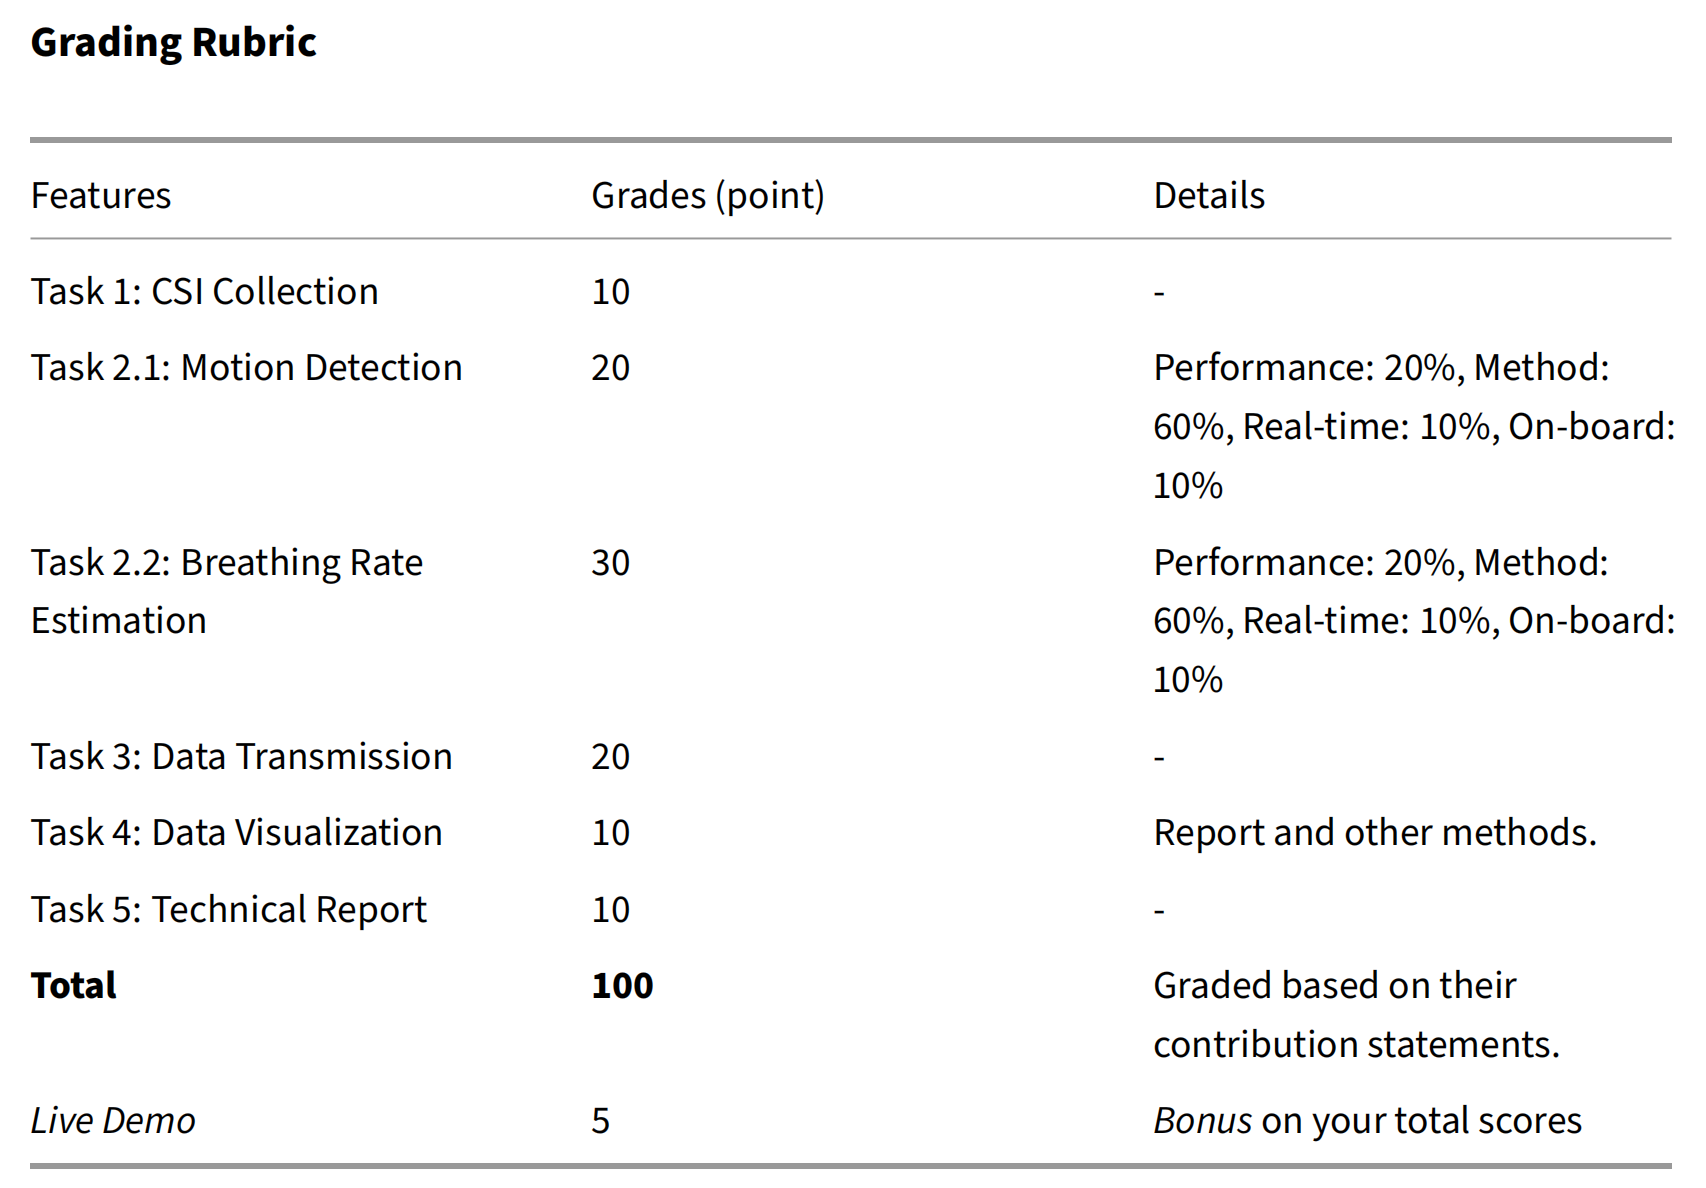 Grading Rubric
Features Grades (point) Details
Task 1: CSI Collection 10 -
Task 2.1: Motion Detection 20 Performance: 20%, Method:
60%, Real-time: 10%, On-board:
10%
Task 2.2: Breathing Rate 30 Performance: 20%, Method:
Estimation 60%, Real-time: 10%, On-board:
10%
Task 3: Data Transmission 20 -
Task 4: Data Visualization 10 Report and other methods.
Task 5: Technical Report 10 -
Total 100 Graded based on their
contribution statements.
Live Demo 5 Bonus on your total scores